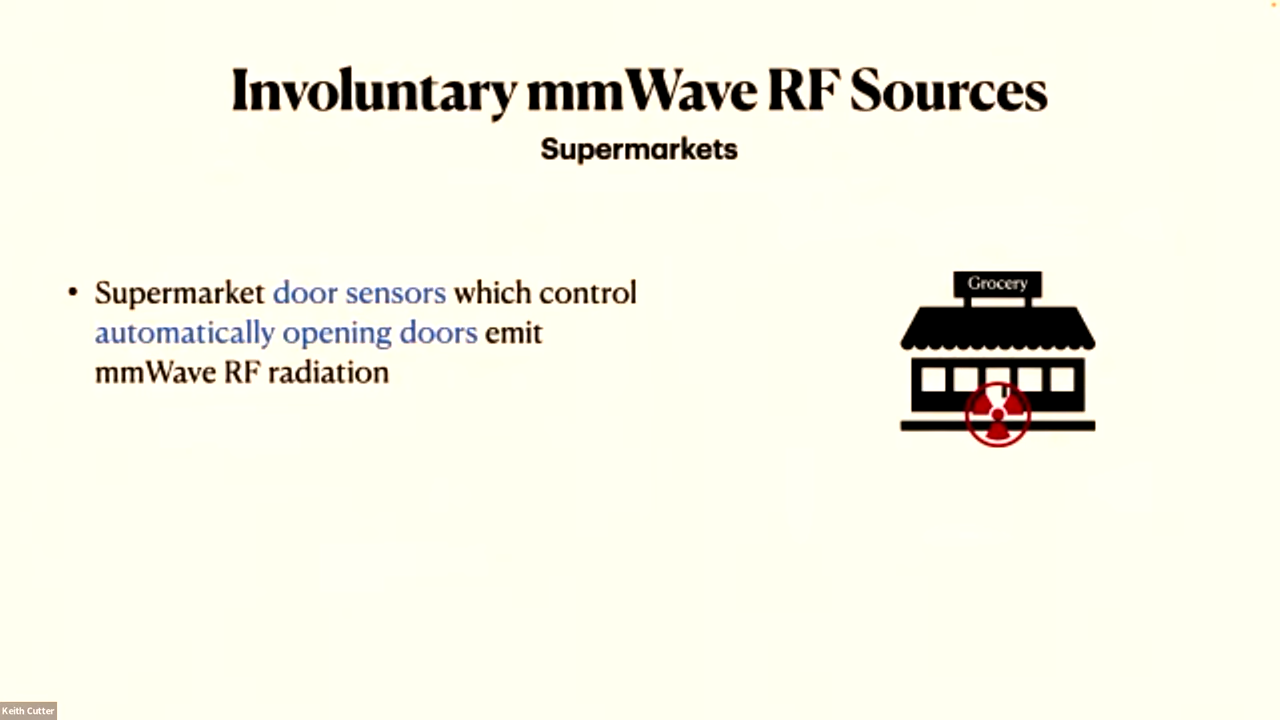 Involuntary mmWave RF Sources
Supermarkets
• Supermarket door sensors which control
automatically opening doors emit
mmWave RF radiation
Grocery
Keith Cutter